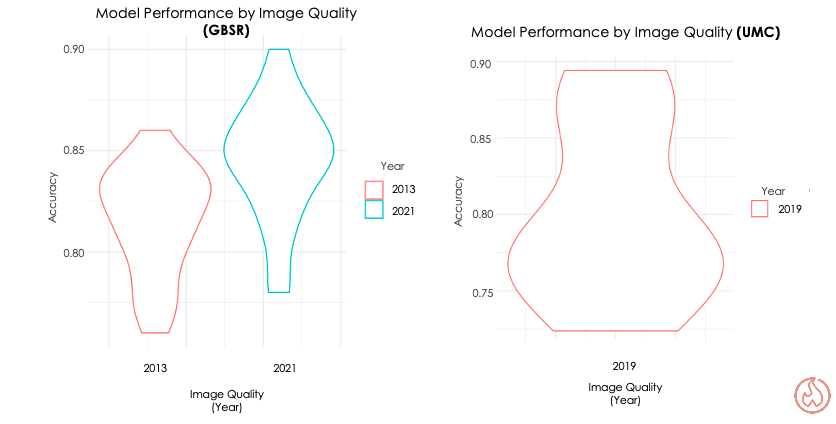 Model Performance by Image Quality
(GBSR)
0.90
0.85
0.80
Accuracy
2013
2021
Image Quality
(Year)
Year
2013
2021
Model Performance by Image Quality (UMC)
0.90
0.85
0.80
0.75
Accuracy
2019
Image Quality
(Year)
Year
2019